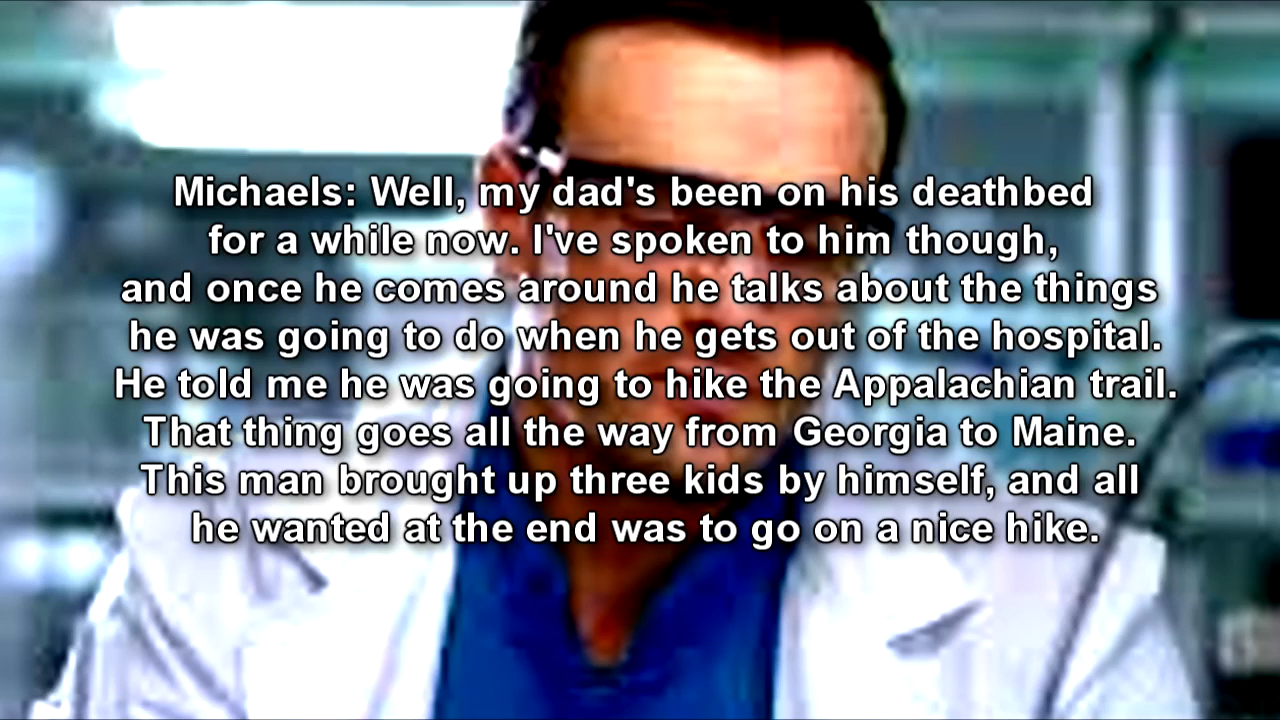 Michaels: Well, my dad's been on his deathbed
for a while now. I've spoken to him though,
and once he comes around he talks about the things
he was going to do when he gets out of the hospital.
He told me he was going to hike the Appalachian trail.
That thing goes all the way from Georgia to Maine.
This man brought up three kids by himself, and all
he wanted at the end was to go on a nice hike.